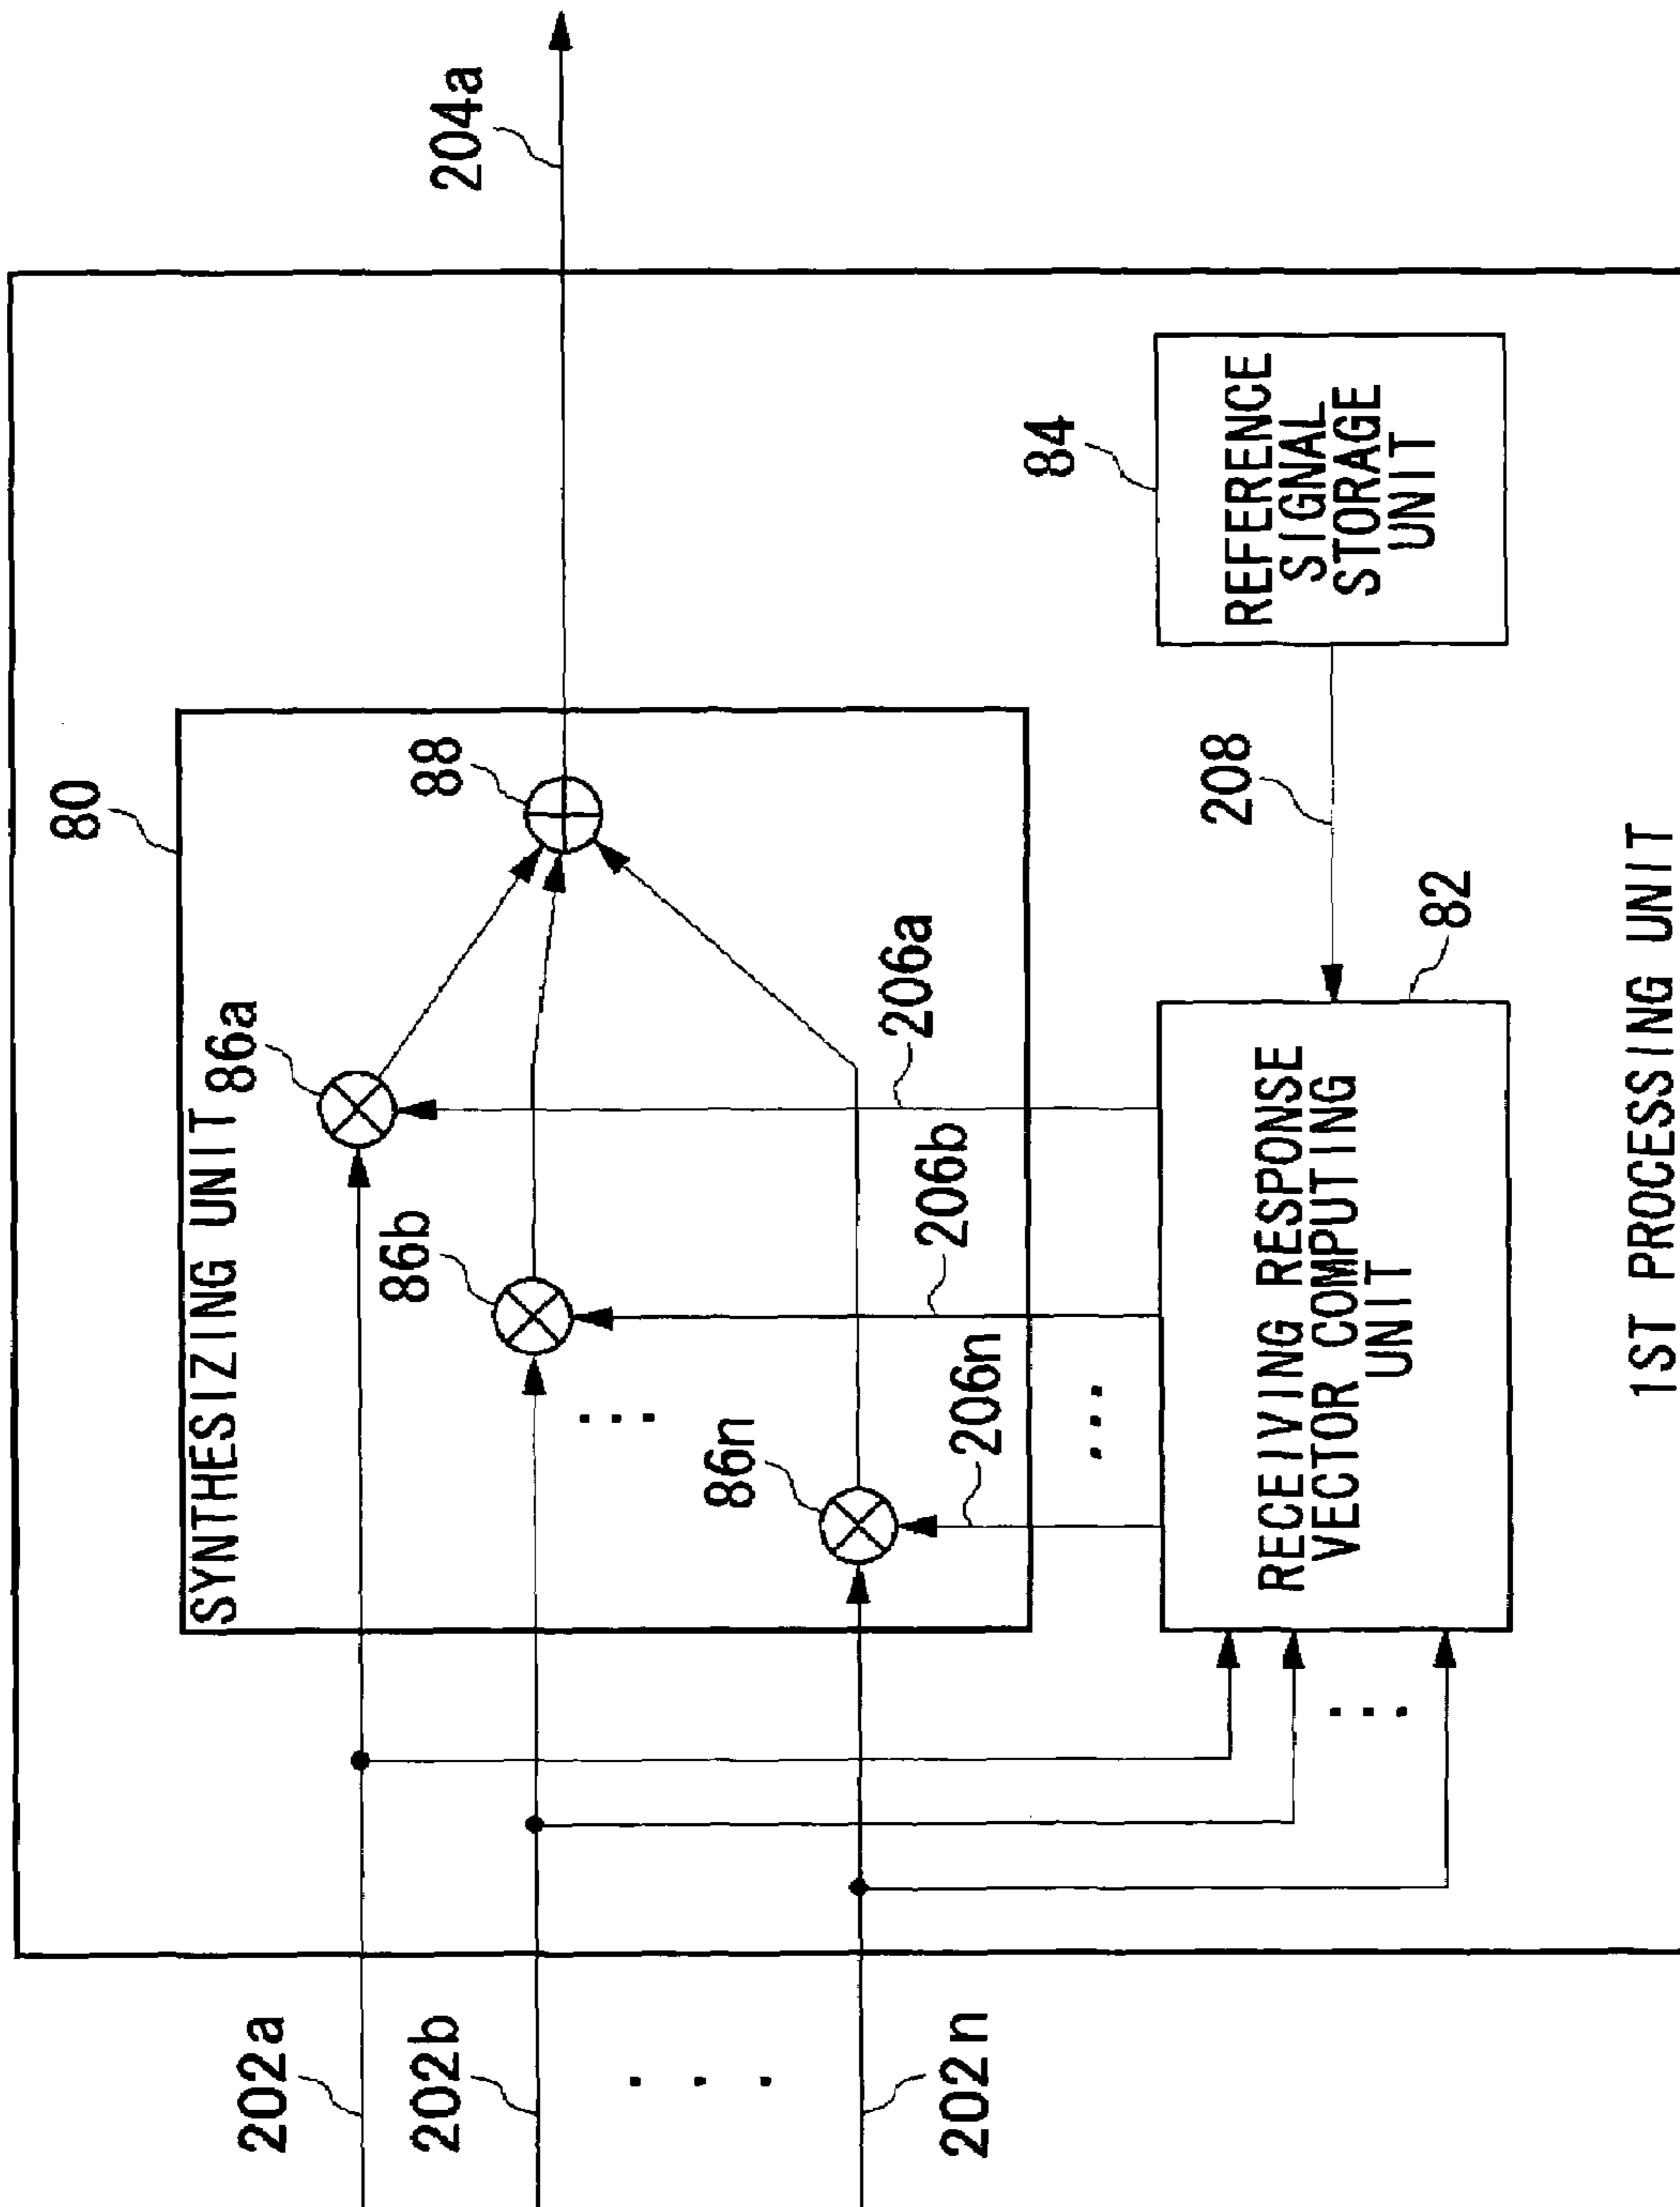 80
SYNTHESIZING UNIT
86a
88
204a
202a
86b
202b
...
86n
206a
206b
206n
...
202n
. . .
84
REFERENCE
SIGNAL
STORAGE
UNIT
208
82
RECEIVING RESPONSE
VECTOR COMPUTING
UNIT
...
1ST PROCESSING UNIT